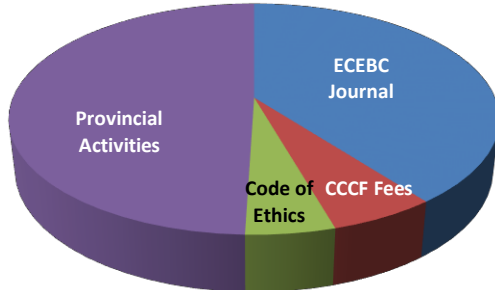 ECEBC
Journal
Provincial
Activities
Code of
Ethics
CCCF Fees